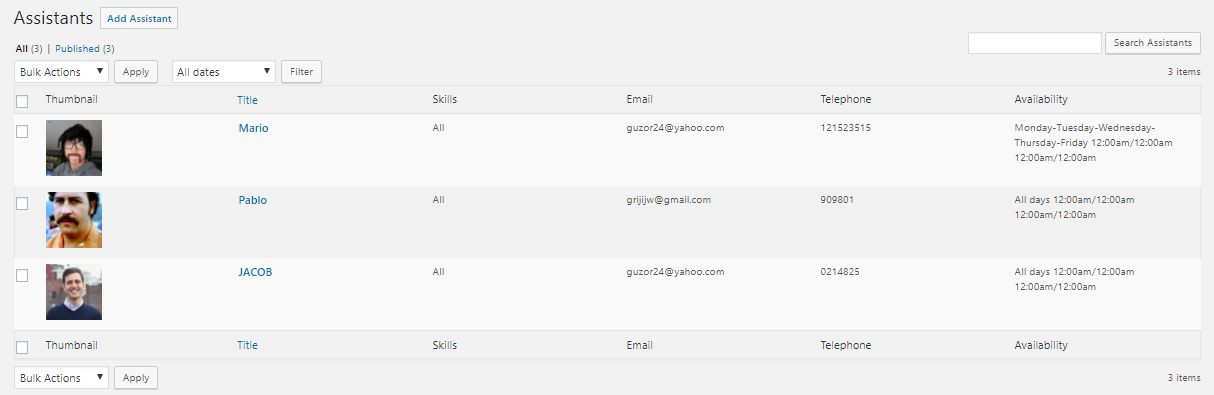 Assistants Add Assistant
All (3) | Published (3)
Search Assistants
Bulk Actions Apply All dates Filter 3 items
Thumbnail Title Skills Email Telephone Availability
Mario All guzor24@yahoo.com 121523515 Monday-Tuesday-Wednesday-
Thursday-Friday 12:00am/12:00am
12:00am/12:00am
Pablo All grijijw@gmail.com 909801 All days 12:00am/12:00am
12:00am/12:00am
JACOB All guzor24@yahoo.com 0214825 All days 12:00am/12:00am
12:00am/12:00am
Thumbnail Title Skills Email Telephone Availability
Bulk Actions Apply 3 items